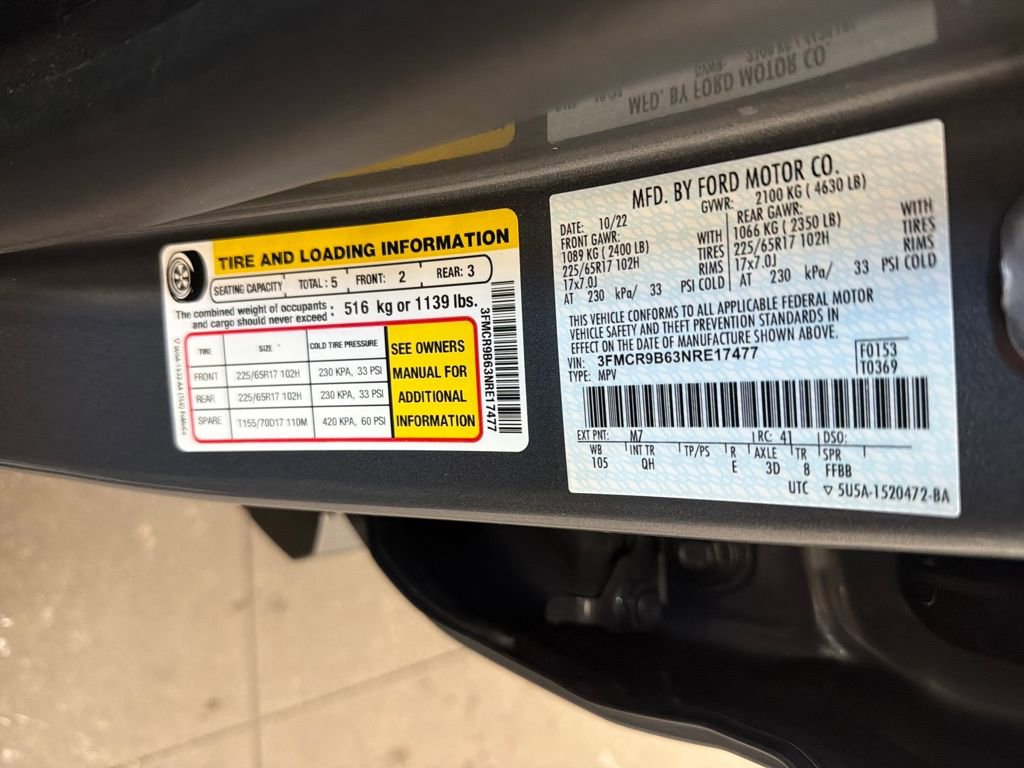 TIRE AND LOADING INFORMATION
SEATING CAPACITY TOTAL : 5 FRONT: 2 REAR: 3
The combined weight of occupants and cargo should never exceed : 516 kg or 1139 lbs.
TIRE SIZE COLD TIRE PRESSURE
FRONT 225/65R17 102H 230 KPA, 33 PSI
REAR 225/65R17 102H 230 KPA, 33 PSI
SPARE T155/70D17 110M 420 KPA, 60 PSI
SEE OWNERS
MANUAL FOR
ADDITIONAL
INFORMATION
3FMCR9B63NRE17477
MFD. BY FORD MOTOR CO.
DATE: 10/22 GVWR: 2100 KG ( 4630 LB)
FRONT GAWR: REAR GAWR:
1089 KG ( 2400 LB) WITH 1066 KG ( 2350 LB) WITH
225/65R17 102H TIRES 225/65R17 102H TIRES
17x7.0J RIMS 17x7.0J RIMS
AT 230 kPa/ 33 PSI COLD AT 230 kPa/ 33 PSI COLD
THIS VEHICLE CONFORMS TO ALL APPLICABLE FEDERAL MOTOR
VEHICLE SAFETY AND THEFT PREVENTION STANDARDS IN
EFFECT ON THE DATE OF MANUFACTURE SHOWN ABOVE.
VIN: 3FMCR9B63NRE17477
TYPE: MPV
F0153
T0369
EXT PNT: M7 RC: 41 DSO:
WB INT TR TP/PS R AXLE TR SPR
105 QH E 3D 8 FFBB
UTC ▽ 5U5A-1520472-BA
MFD. BY FORD MOTOR CO.